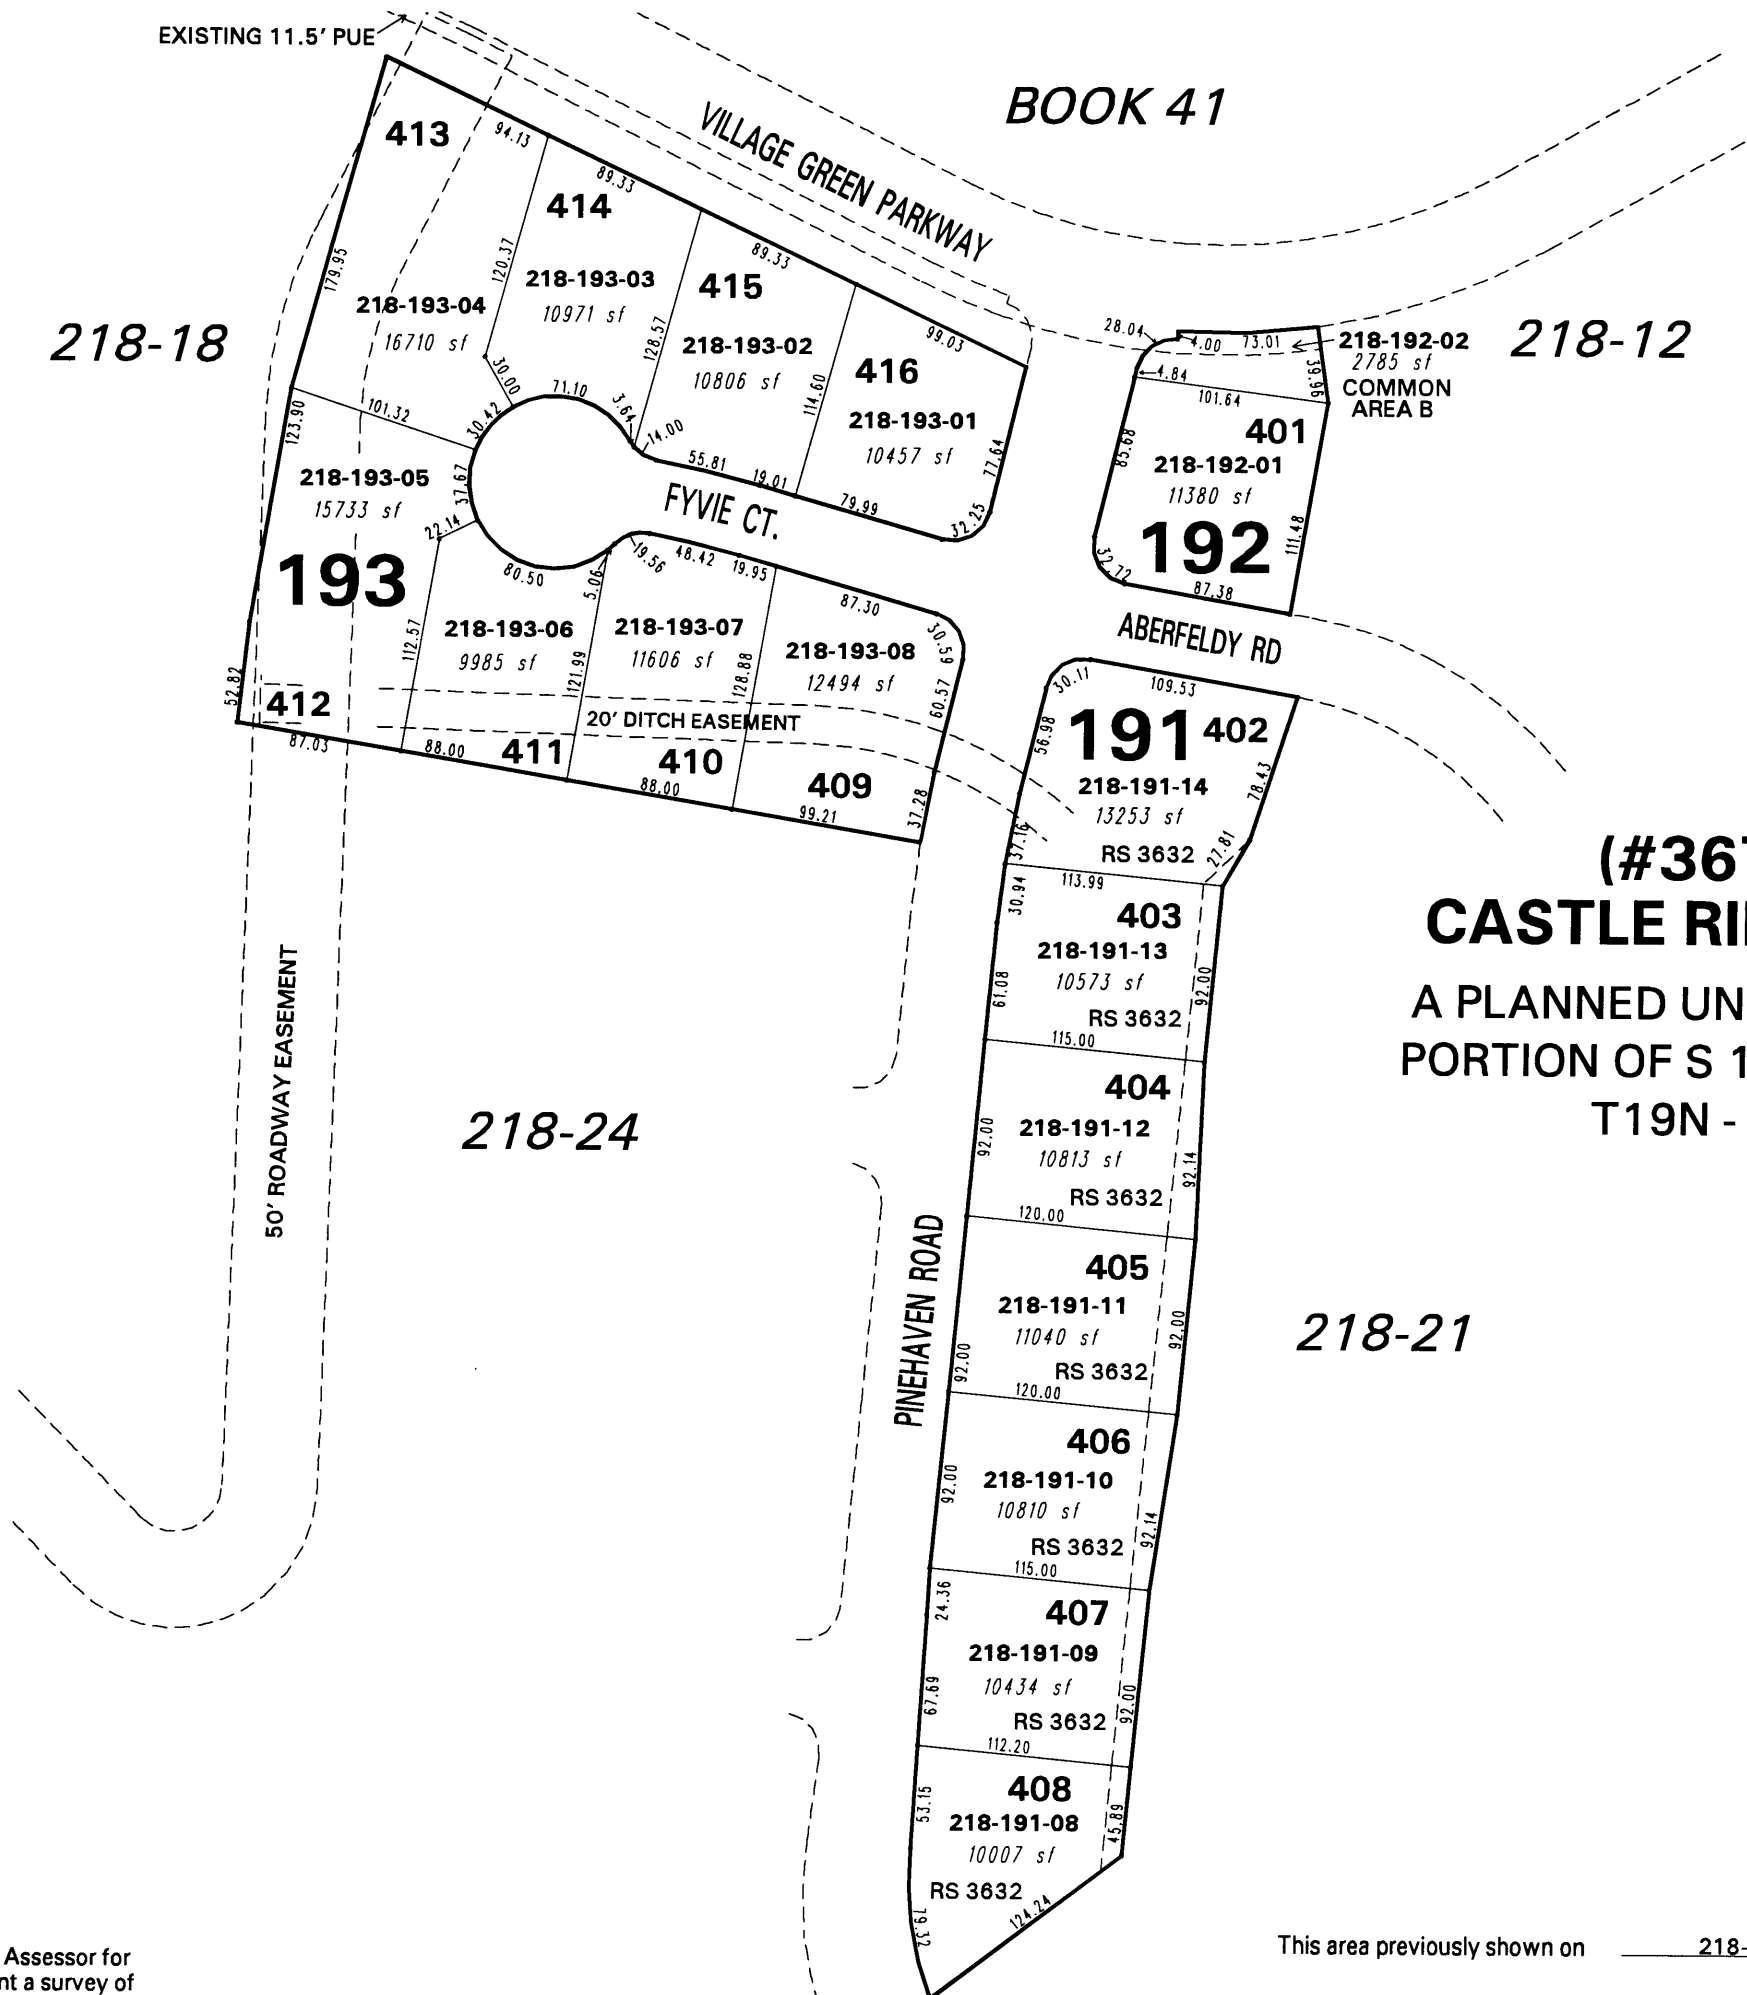 EXISTING 11.5' PUE
BOOK 41
VILLAGE GREEN PARKWAY
413
94.13
89.33
414
179.95
120.37
218-193-03
10971 sf
89.33
415
218-193-04
16710 sf
128.57
218-193-02
10806 sf
99.03
416
114.60
218-193-01
10457 sf
77.64
218-18
28.04
4.00
73.01
218-192-02
2785 sf
COMMON
AREA B
39.96
218-12
4.84
101.64
401
218-192-01
11380 sf
85.68
192
111.48
32.72
87.38
30.00
71.10
3.64
14.00
123.90
101.32
30.42
55.81
19.01
79.99
32.25
218-193-05
15733 sf
37.67
22.14
FYVIE CT.
193
80.50
5.06
19.56
48.42
19.95
87.30
30.59
ABERFELDY RD
112.57
218-193-06
9985 sf
121.99
218-193-07
11606 sf
128.88
218-193-08
12494 sf
60.57
52.82
412
87.03
88.00
20' DITCH EASEMENT
411
88.00
410
409
99.21
37.28
30.11
109.53
56.98
191
402
218-191-14
13253 sf
78.43
37.16
RS 3632
27.81
113.99
30.94
403
218-191-13
10573 sf
61.08
92.00
RS 3632
115.00
404
218-191-12
10813 sf
92.00
92.14
RS 3632
120.00
405
218-191-11
11040 sf
92.00
92.00
RS 3632
120.00
406
218-191-10
10810 sf
92.00
92.14
RS 3632
115.00
24.36
407
218-191-09
10434 sf
67.69
92.00
RS 3632
112.20
408
53.15
218-191-08
10007 sf
45.89
RS 3632
79.32
124.24
50' ROADWAY EASEMENT
218-24
PINEHAVEN ROAD
218-21
(#367
CASTLE RI
A PLANNED UN
PORTION OF S 1
T19N -
Assessor for
nt a survey of
This area previously shown on 218-